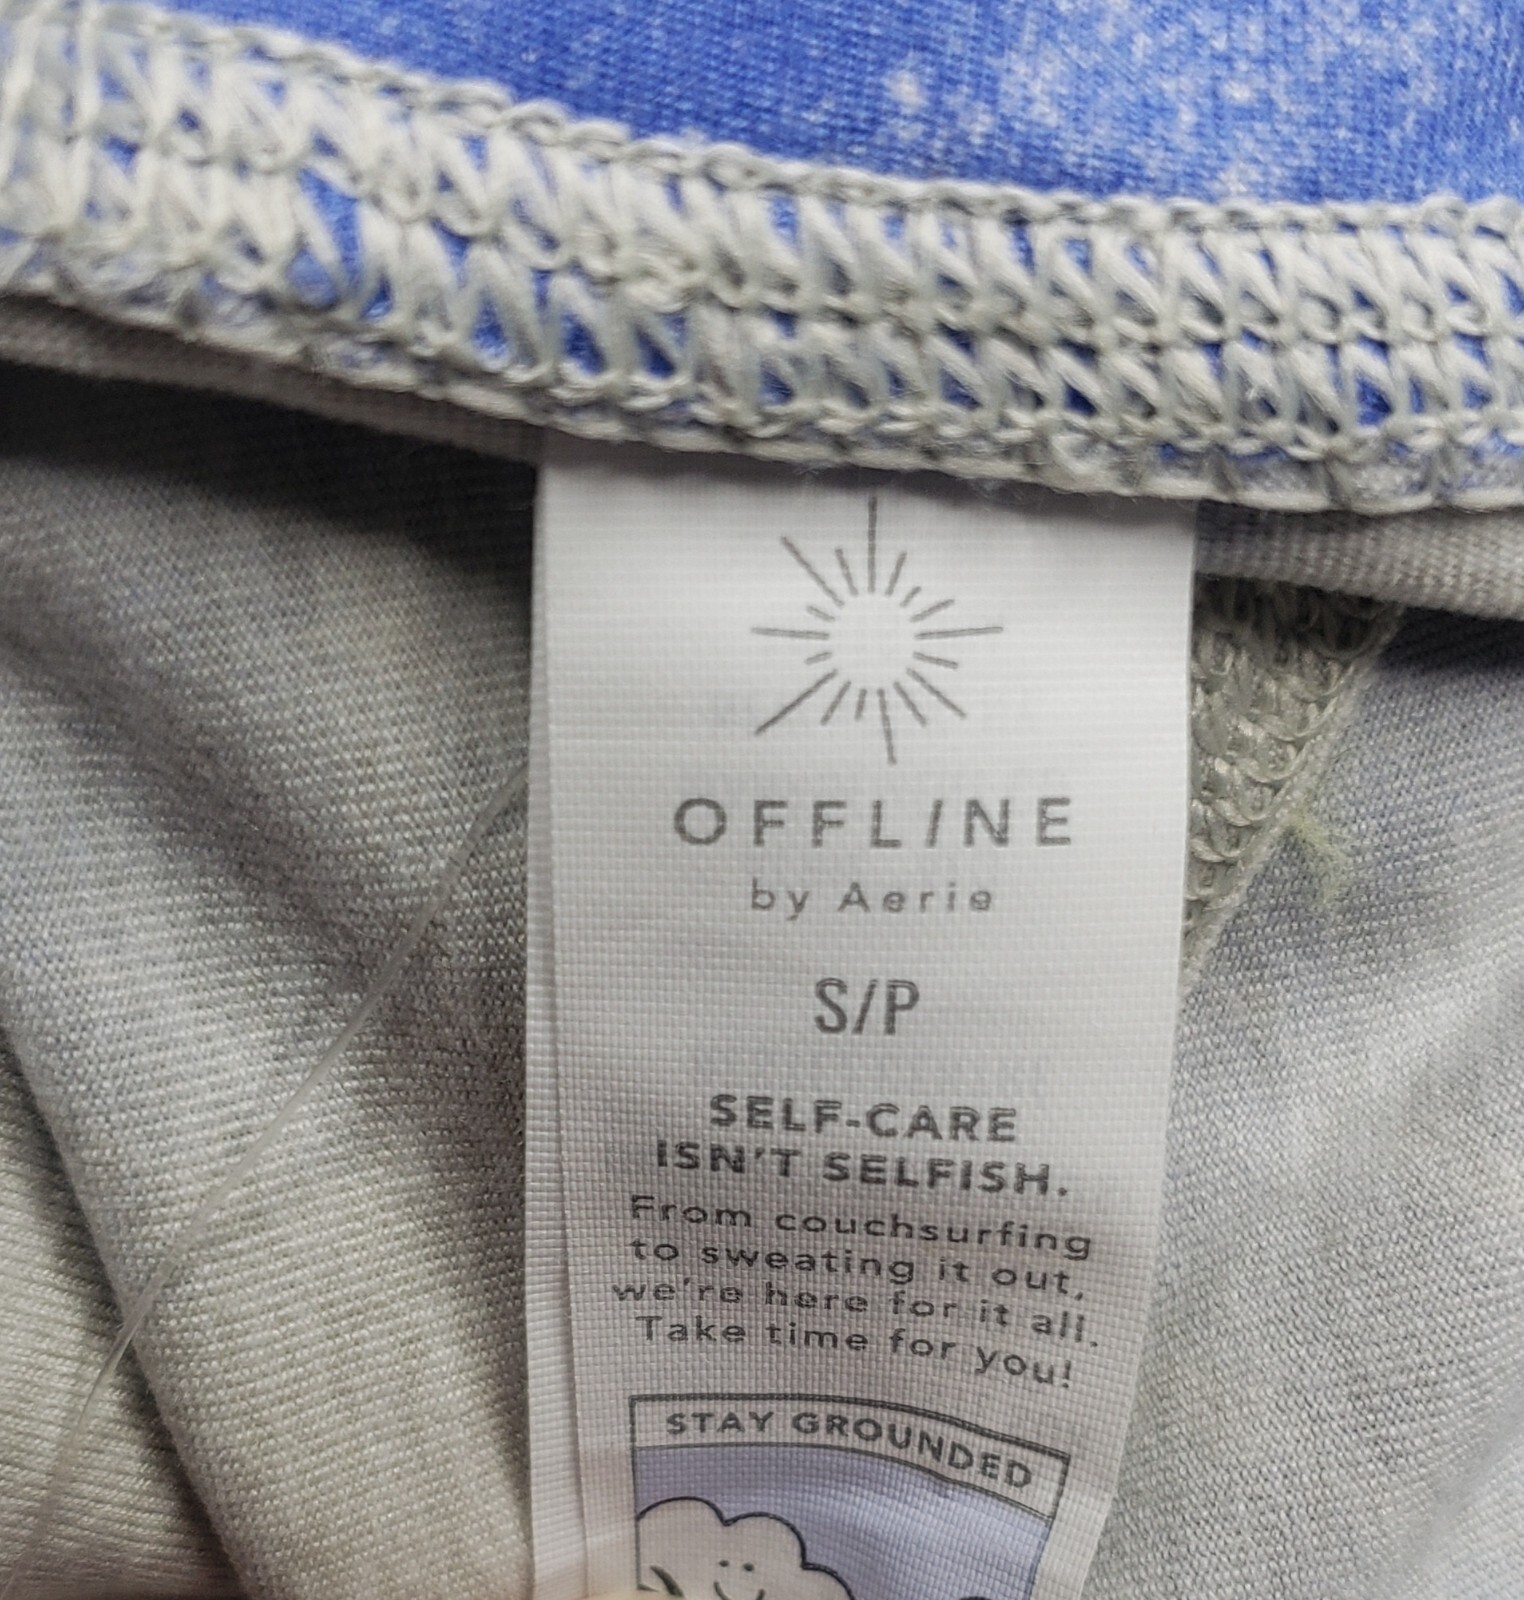 OFFLINE
by Aerie
S/P
SELF-CARE
ISN'T SELFISH.
From couchsurfing
to sweating it out,
we're here for it all.
Take time for you!
STAY GROUNDED